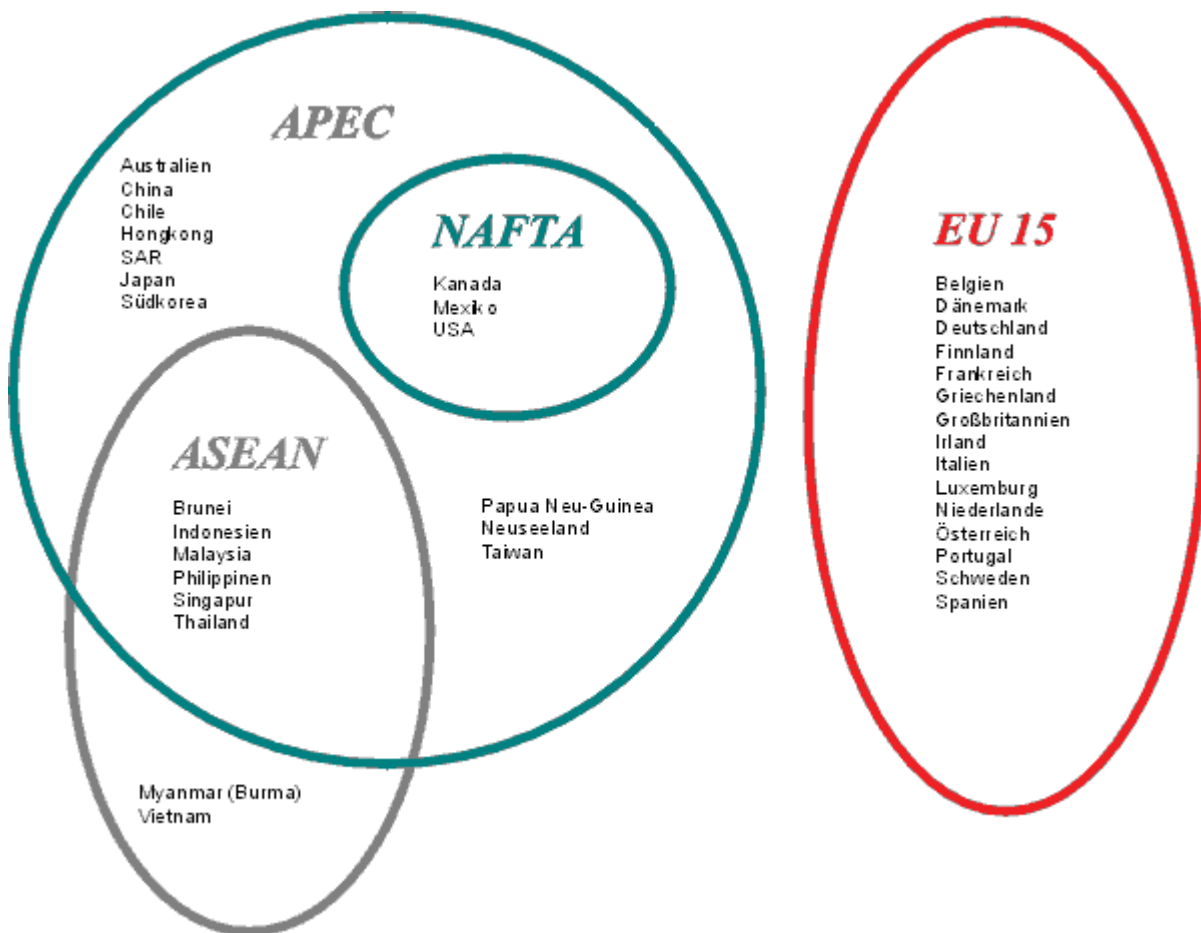 APEC
Australien
China
Chile
Hongkong
SAR
Japan
Südkorea
NAFTA
Kanada
Mexiko
USA
ASEAN
Brunei
Indonesien
Malaysia
Philippinen
Singapur
Thailand
Papua Neu-Guinea
Neuseeland
Taiwan
Myanmar (Burma)
Vietnam
EU 15
Belgien
Dänemark
Deutschland
Finnland
Frankreich
Griechenland
Großbritannien
Irland
Italien
Luxemburg
Niederlande
Österreich
Portugal
Schweden
Spanien